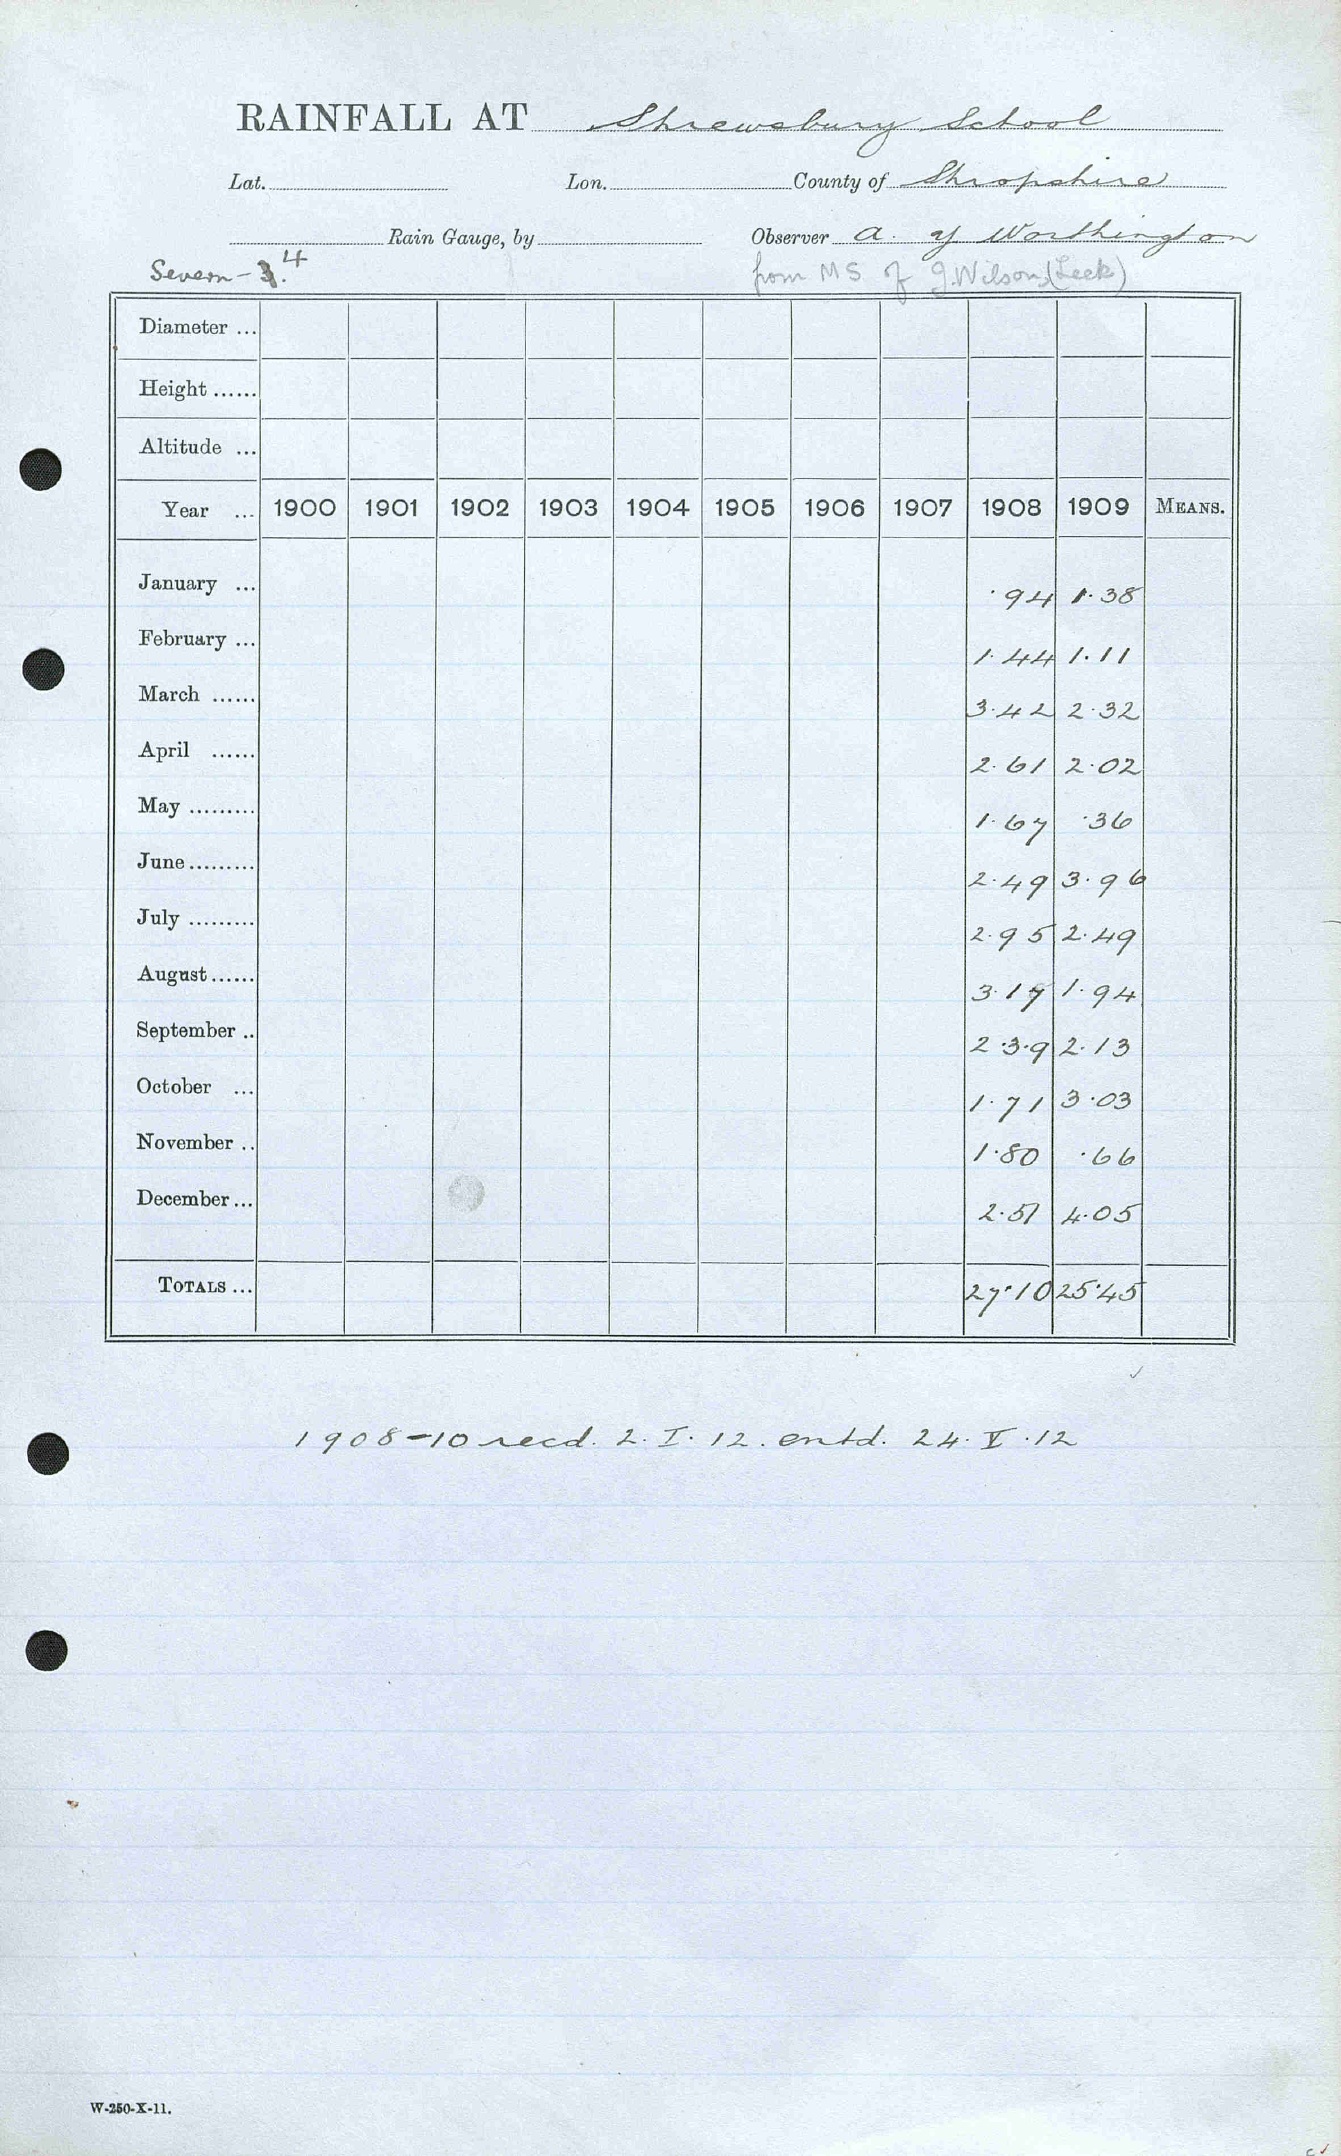 RAINFALL AT Shrewsbury School
Lat. Lon. County of Shropshire
Rain Gauge, by Observer A. Worthington
Severn - 4
from MS of J. Wilson, (Leek)
Diameter ...
Height ......
Altitude ...
Year ... 1900 1901 1902 1903 1904 1905 1906 1907 1908 1909 MEANS.
January ... .94 1.38
February ... 1.44 1.11
March ...... 3.42 2.32
April ...... 2.61 2.02
May ......... 1.67 .36
June ......... 2.49 3.96
July ......... 2.95 2.49
August ...... 3.17 1.94
September .. 2.39 2.13
October ... 1.71 3.03
November .. 1.80 .66
December ... 2.51 4.05
TOTALS ... 27.10 25.45
1908-10 recd. 2. I. 12. entd. 24. V. 12
W-250-X-11.